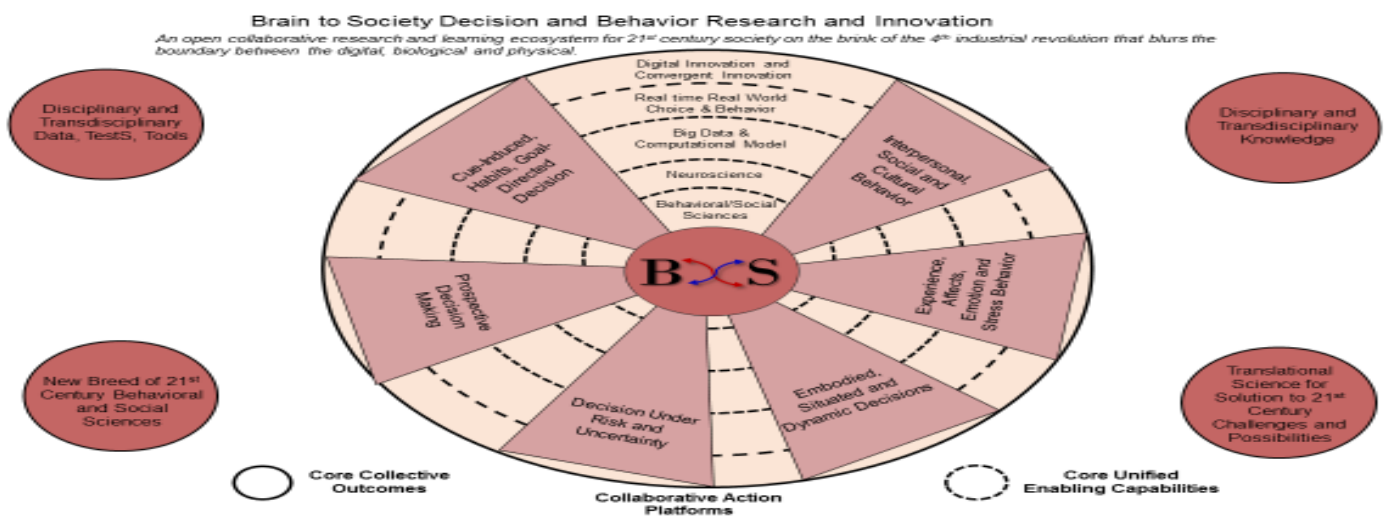 Brain to Society Decision and Behavior Research and Innovation
An open collaborative research and learning ecosystem for 21st century society on the brink of the 4th industrial revolution that blurs the
boundary between the digital, biological and physical.
Disciplinary and
Transdisciplinary
Data, TestS, Tools
Digital Innovation and
Convergent Innovation
Real time Real World
Choice & Behavior
Big Data &
Computational Model
Neuroscience
Behavioral/Social
Sciences
Disciplinary and
Transdisciplinary
Knowledge
Cue-Induced,
Habits, Goal-
Directed
Decision
Interpersonal,
Social and
Cultural
Behavior
B S
Prospective
Decision
Making
Experience,
Affects,
Emotion and
Stress Behavior
New Breed of 21st
Century Behavioral
and Social
Sciences
Decision Under
Risk and
Uncertainty
Embodied,
Situated and
Dynamic Decisions
Translational
Science for
Solution to 21st
Century
Challenges and
Possibilities
Core Collective
Outcomes
Collaborative Action
Platforms
Core Unified
Enabling Capabilities